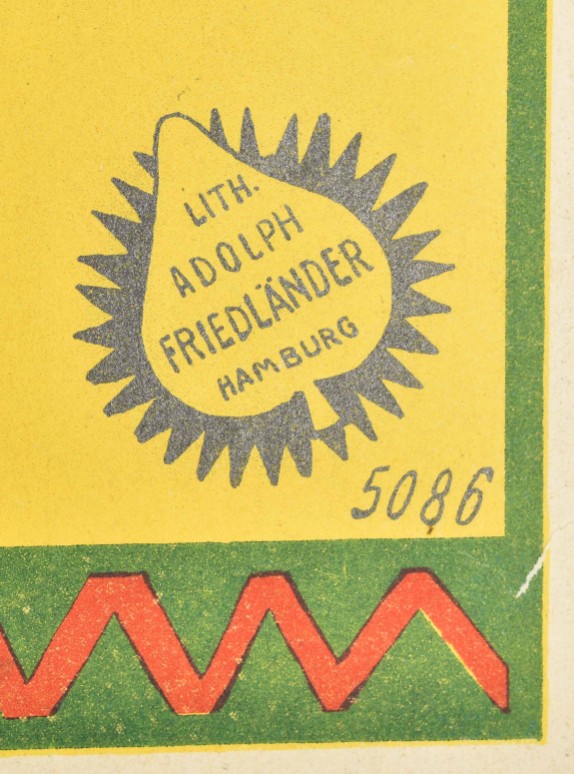 LITH.
ADOLPH
FRIEDLÄNDER
HAMBURG
5086